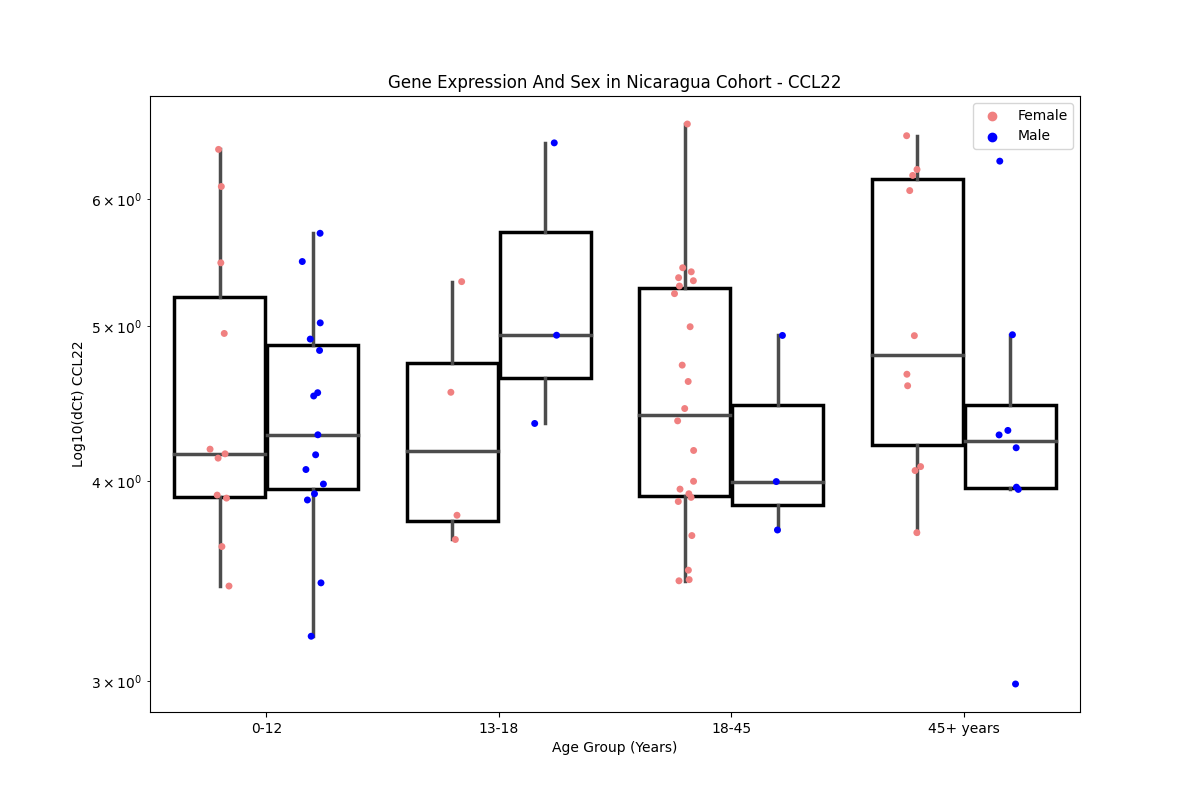 Gene Expression And Sex in Nicaragua Cohort - CCL22
Female
Male
6 × 10⁰
5 × 10⁰
4 × 10⁰
3 × 10⁰
Log10(dCt) CCL22
0-12
13-18
18-45
45+ years
Age Group (Years)